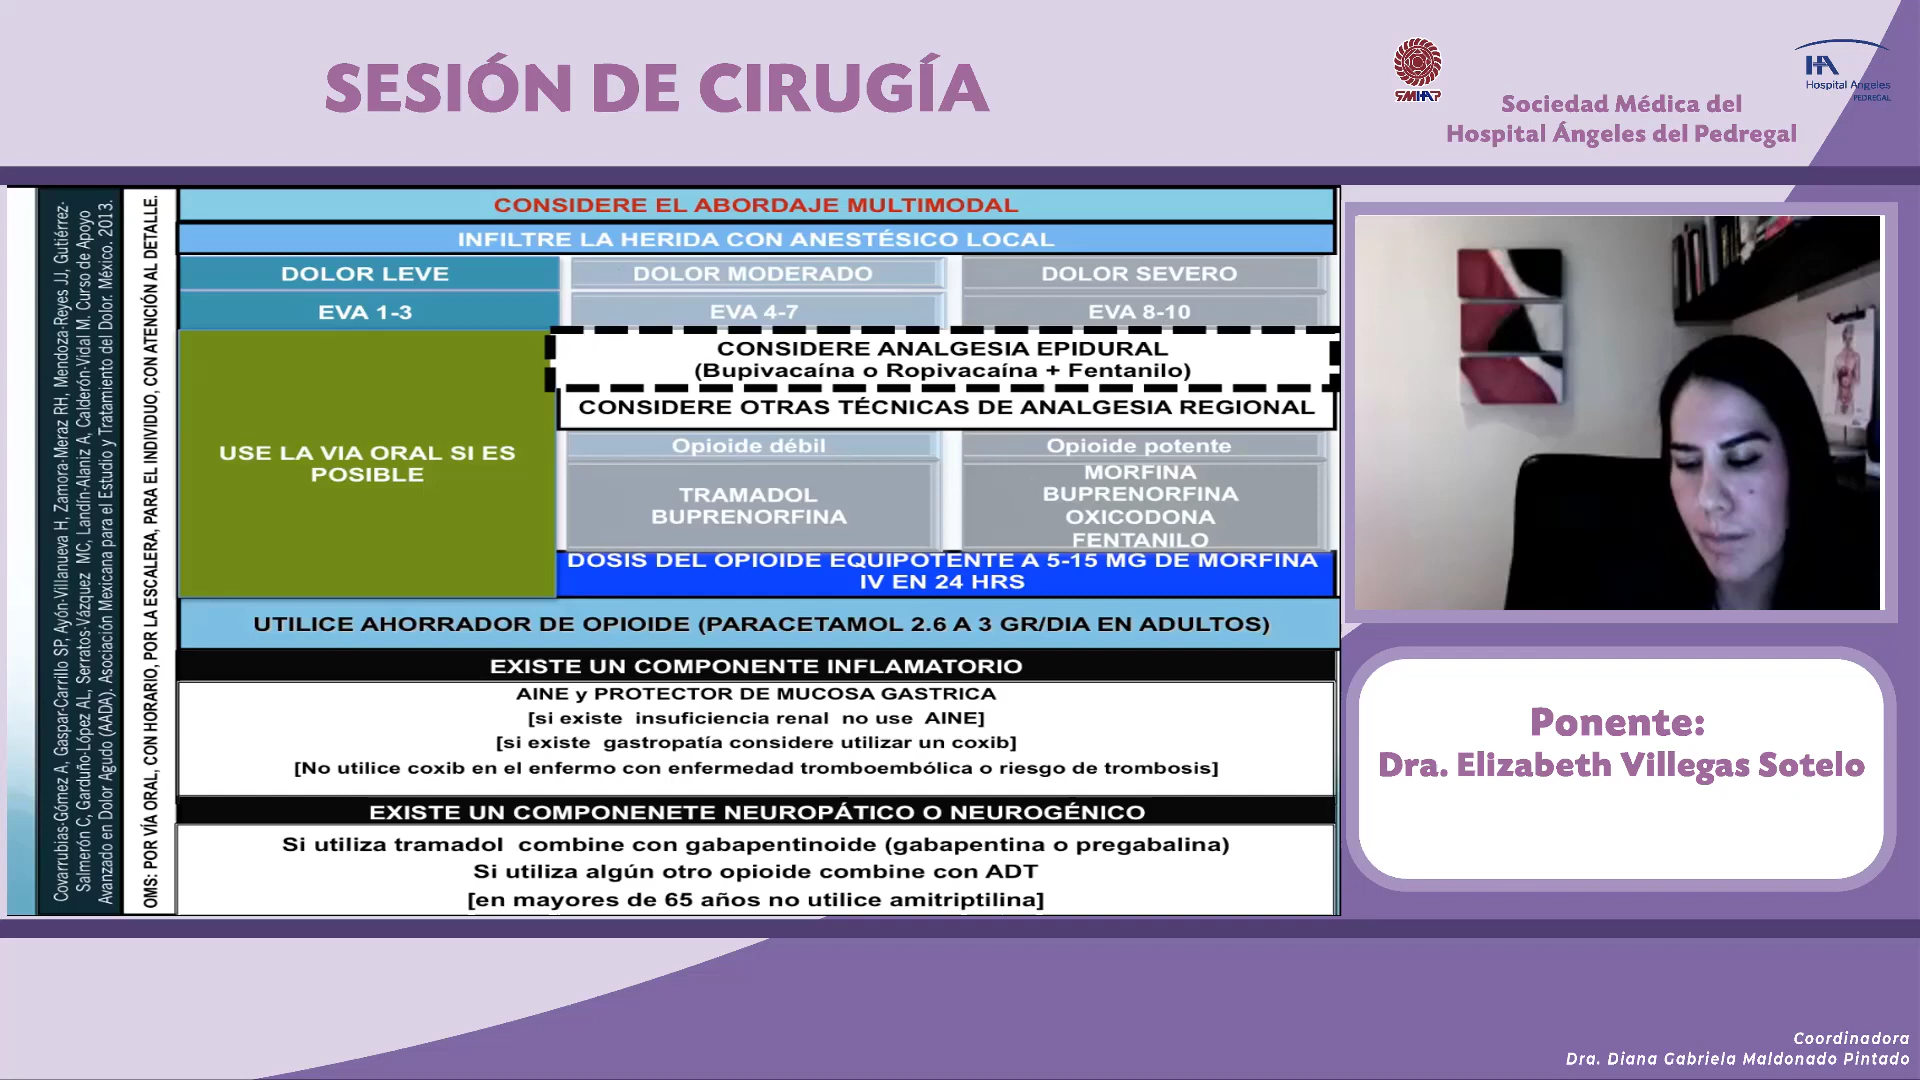 SESIÓN DE CIRUGÍA
SMHAP
Sociedad Médica del
Hospital Ángeles del Pedregal
HA
Hospital Angeles
PEDREGAL
Covarrubias-Gómez A, Gaspar-Carrillo SP, Ayón-Villanueva H, Zamora-Meraz RH, Mendoza-Reyes JJ, Gutiérrez-
Salmerón C, Garduño-López AL, Serratos-Vázquez MC, Landín-Alaniz A, Calderón-Vidal M. Curso de Apoyo
Avanzado en Dolor Agudo (AADA). Asociación Mexicana para el Estudio y Tratamiento del Dolor. México. 2013.
OMS: POR VÍA ORAL, CON HORARIO, POR LA ESCALERA, PARA EL INDIVIDUO, CON ATENCIÓN AL DETALLE.
CONSIDERE EL ABORDAJE MULTIMODAL
INFILTRE LA HERIDA CON ANESTÉSICO LOCAL
DOLOR LEVE
DOLOR MODERADO
DOLOR SEVERO
EVA 1-3
EVA 4-7
EVA 8-10
USE LA VIA ORAL SI ES
POSIBLE
CONSIDERE ANALGESIA EPIDURAL
(Bupivacaína o Ropivacaína + Fentanilo)
CONSIDERE OTRAS TÉCNICAS DE ANALGESIA REGIONAL
Opioide débil
Opioide potente
TRAMADOL
BUPRENORFINA
MORFINA
BUPRENORFINA
OXICODONA
FENTANILO
DOSIS DEL OPIOIDE EQUIPOTENTE A 5-15 MG DE MORFINA
IV EN 24 HRS
UTILICE AHORRADOR DE OPIOIDE (PARACETAMOL 2.6 A 3 GR/DIA EN ADULTOS)
EXISTE UN COMPONENTE INFLAMATORIO
AINE y PROTECTOR DE MUCOSA GASTRICA
[si existe insuficiencia renal no use AINE]
[si existe gastropatía considere utilizar un coxib]
[No utilice coxib en el enfermo con enfermedad tromboembólica o riesgo de trombosis]
EXISTE UN COMPONENETE NEUROPÁTICO O NEUROGÉNICO
Si utiliza tramadol combine con gabapentinoide (gabapentina o pregabalina)
Si utiliza algún otro opioide combine con ADT
[en mayores de 65 años no utilice amitriptilina]
Ponente:
Dra. Elizabeth Villegas Sotelo
Coordinadora
Dra. Diana Gabriela Maldonado Pintado